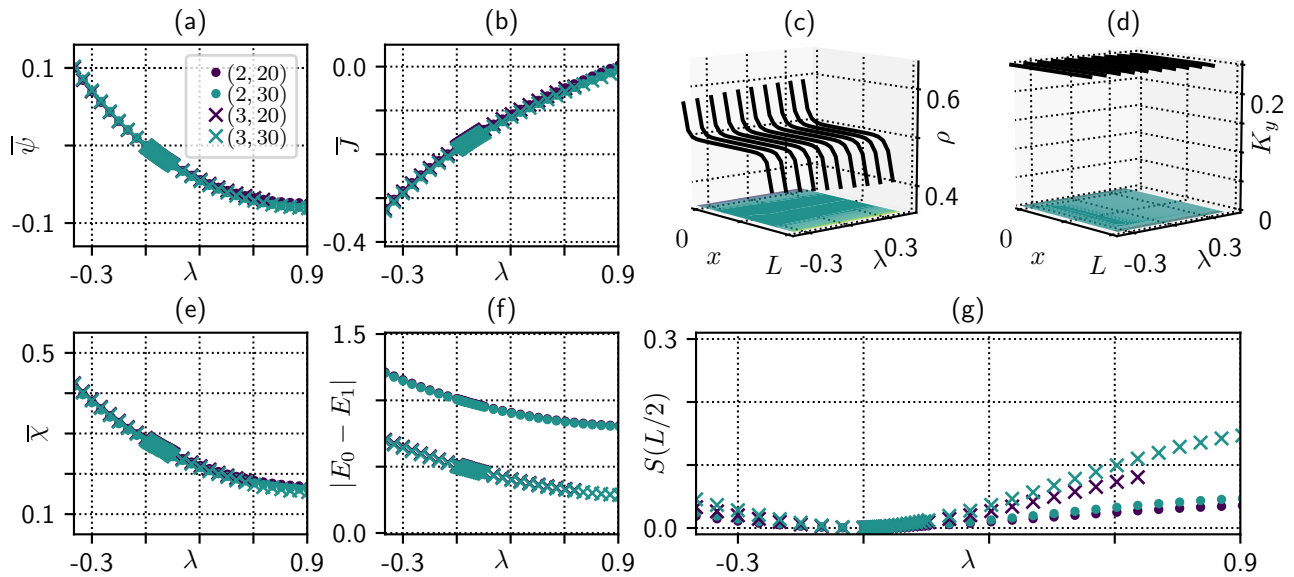 (a)
0.1
-0.1
ψ̅
-0.3
λ
0.9
(2, 20)
(2, 30)
(3, 20)
(3, 30)
(b)
0.0
-0.4
J̅
-0.3
λ
0.9
(c)
0.6
0.4
ρ
0
x
L
-0.3
λ
0.3
(d)
0.2
0
K_y
0
x
L
-0.3
λ
0.3
(e)
0.5
0.1
χ̅
-0.3
λ
0.9
(f)
1.5
0.0
|E_0 − E_1|
-0.3
λ
0.9
(g)
0.3
0.0
S(L/2)
-0.3
λ
0.9